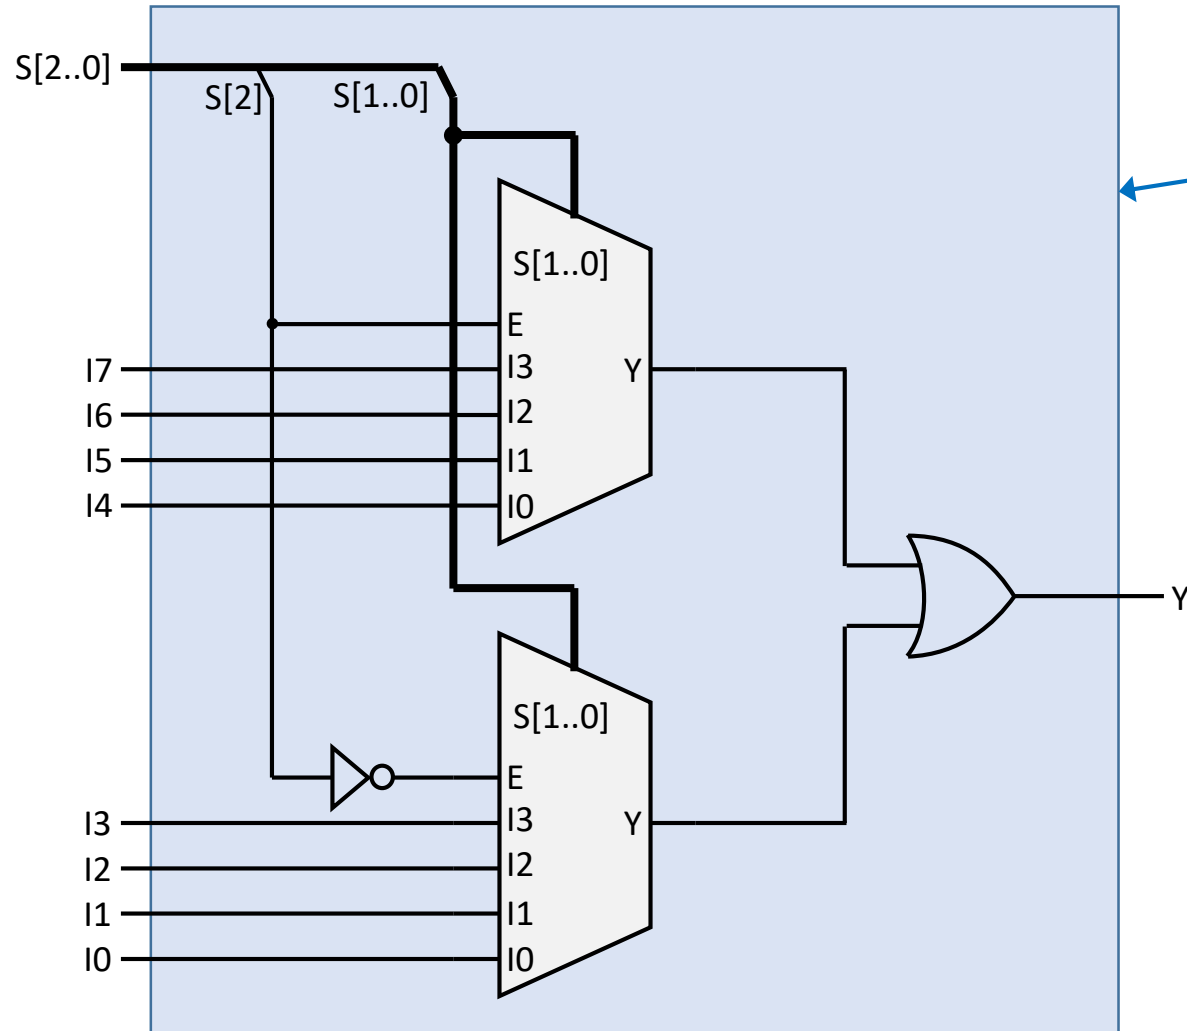 S[2..0]
S[2]
S[1..0]
S[1..0]
E
I7
I3
Y
I6
I2
I5
I1
I4
I0
Y
S[1..0]
E
I3
I3
Y
I2
I2
I1
I1
I0
I0